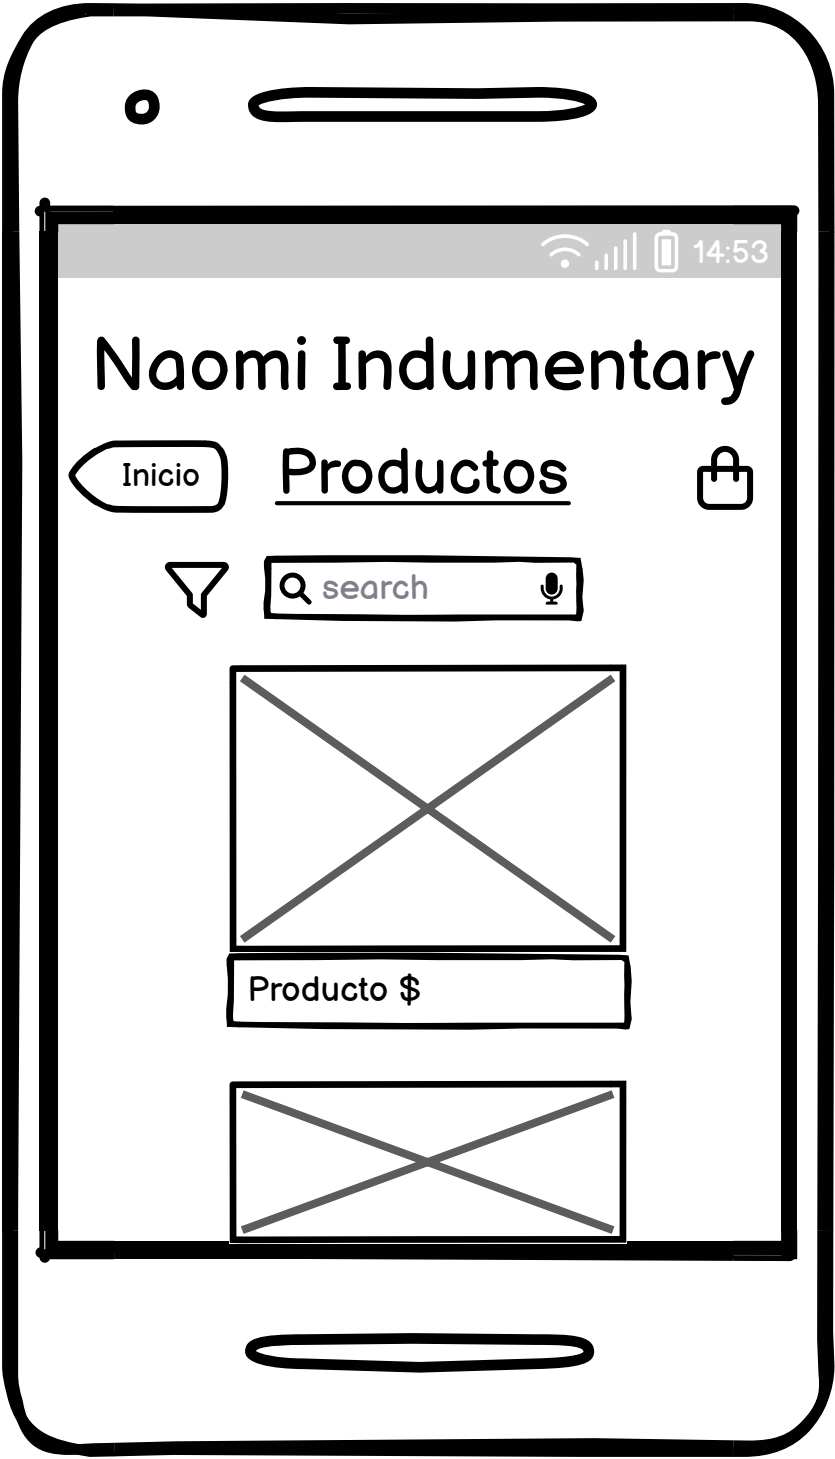 14:53
Naomi Indumentary
Inicio
Productos
search
Producto $